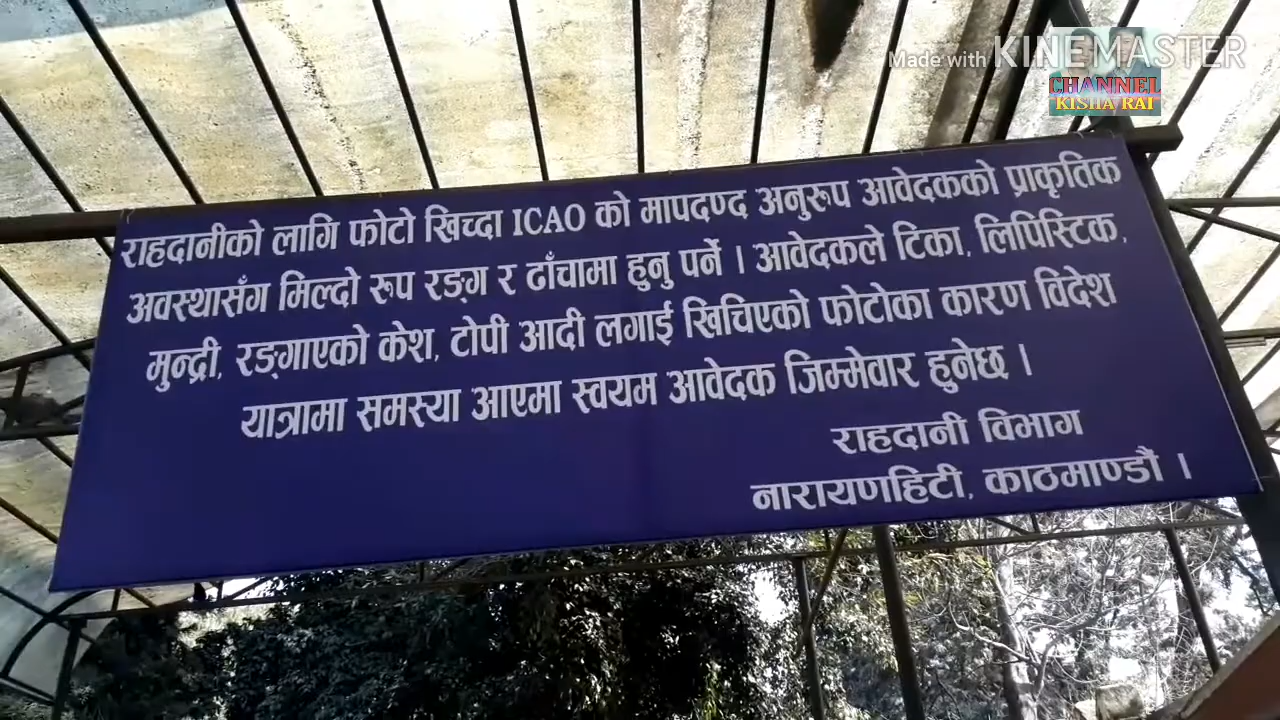 Made with KINEMASTER
CHANNEL
KISHA RAI
राहदानीको लागि फोटो खिच्दा ICAO को मापदण्द अनुरुप आवेदकको प्राकृतिक
अवस्थासँग मिल्दो रुप रङ्ग र ढाँचामा हुनु पर्ने । आवेदकले टिका, लिपिस्टिक,
मुन्द्री, रङ्गाएको केश, टोपी आदी लगाई खिचिएको फोटोका कारण विदेश
यात्रामा समस्या आएमा स्वयम आवेदक जिम्मेवार हुनेछ ।
राहदानी विभाग
नारायणहिटी, काठमाण्डौं ।